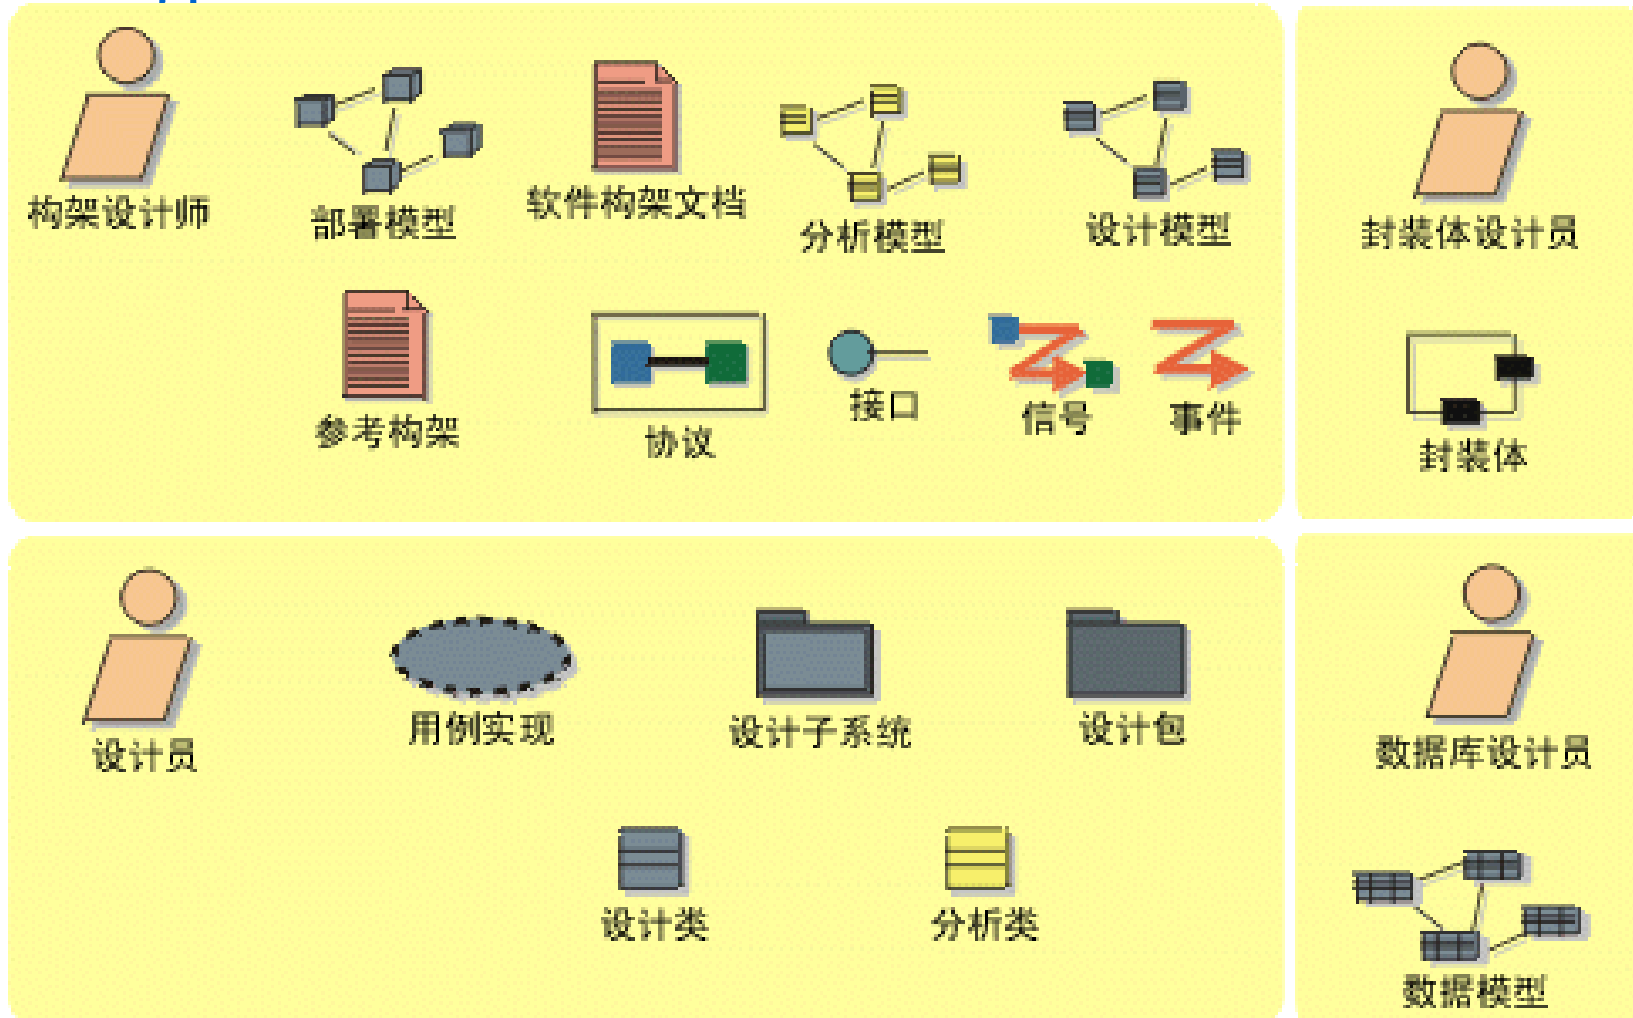 构架设计师
部署模型
软件构架文档
分析模型
设计模型
参考构架
协议
接口
信号
事件
封装体设计员
封装体
设计员
用例实现
设计子系统
设计包
设计类
分析类
数据库设计员
数据模型